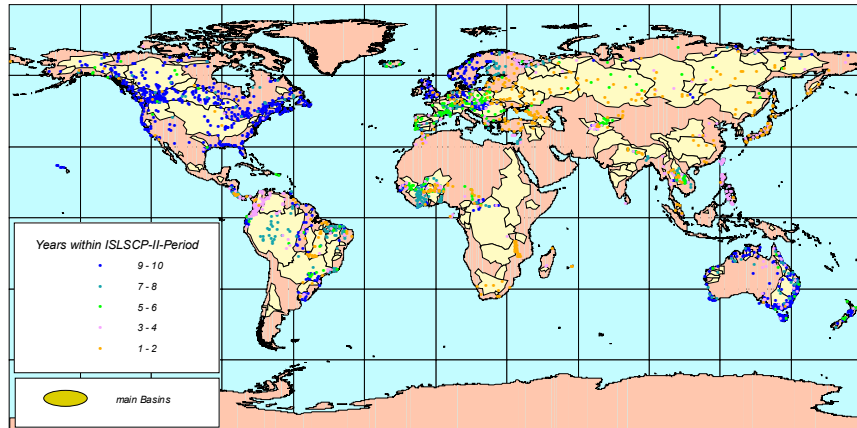 Years within ISLSCP-II-Period
9 - 10
7 - 8
5 - 6
3 - 4
1 - 2
main Basins